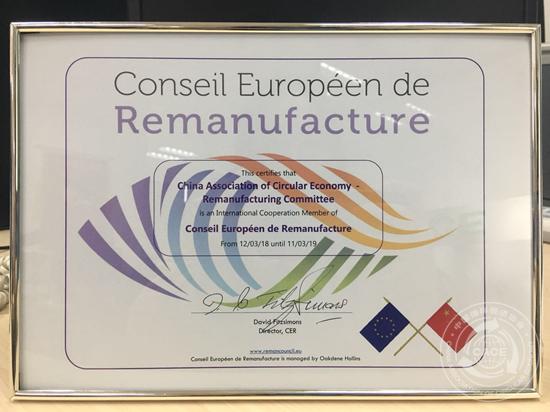 Conseil Européen de
Remanufacture
This certifies that
China Association of Circular Economy -
Remanufacturing Committee
is an International Cooperation Member of
Conseil Européen de Remanufacture
From 12/03/18 until 11/03/19
David Fitzsimons
Director, CER
www.remancouncil.eu
Conseil Européen de Remanufacture is managed by Oakdene Hollins
CACE